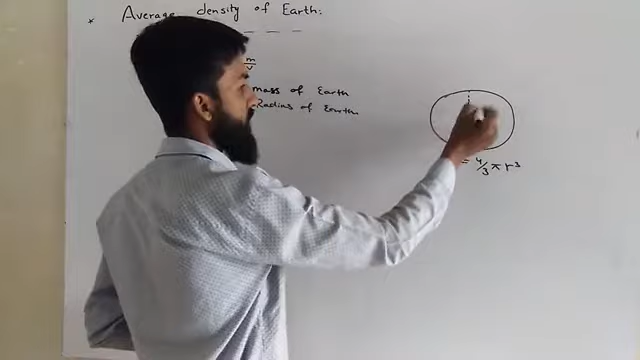 * Average density of Earth:
m
v
mass of Earth
Radius of Earth
= 4/3 π r³